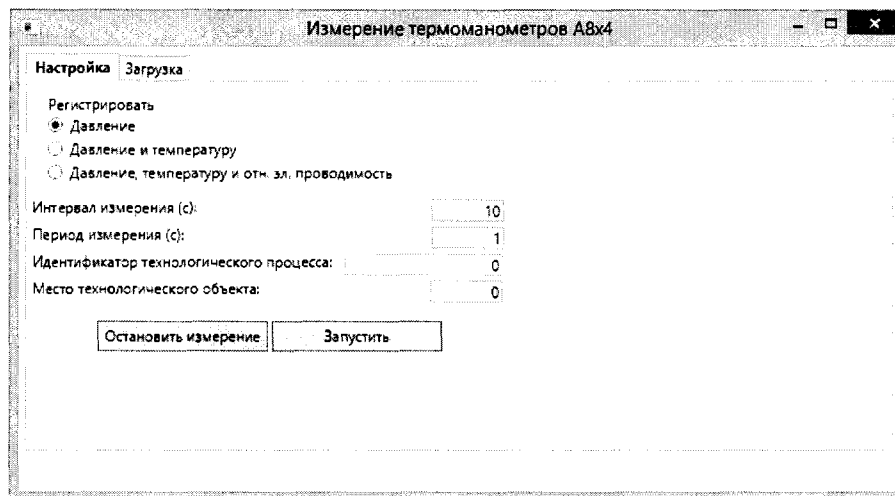 Измерение термоманометров А8х4
Настройка Загрузка
Регистрировать
Давление
Давление и температуру
Давление, температуру и отн. эл. проводимость
Интервал измерения (с): 10
Период измерения (с): 1
Идентификатор технологического процесса: 0
Место технологического объекта: 0
Остановить измерение Запустить